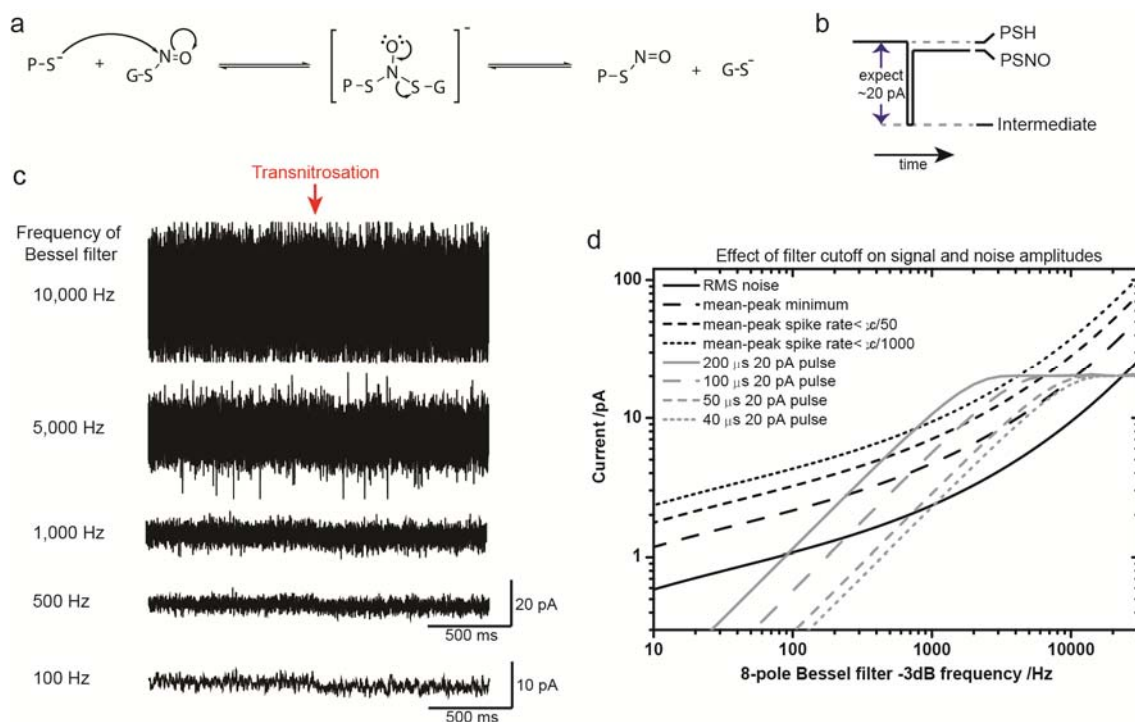 a
P-S⁻ + G-S N=O
[ P-S N O S-G ]⁻
P-S N=O + G-S⁻
b
expect
~20 pA
PSH
PSNO
Intermediate
time
c
Transnitrosation
Frequency of
Bessel filter
10,000 Hz
5,000 Hz
1,000 Hz
500 Hz
20 pA
500 ms
100 Hz
10 pA
500 ms
d
Effect of filter cutoff on signal and noise amplitudes
RMS noise
mean-peak minimum
mean-peak spike rate< μc/50
mean-peak spike rate< μc/1000
200 μs 20 pA pulse
100 μs 20 pA pulse
50 μs 20 pA pulse
40 μs 20 pA pulse
100
10
1
Current /pA
10 100 1000 10000
8-pole Bessel filter -3dB frequency /Hz